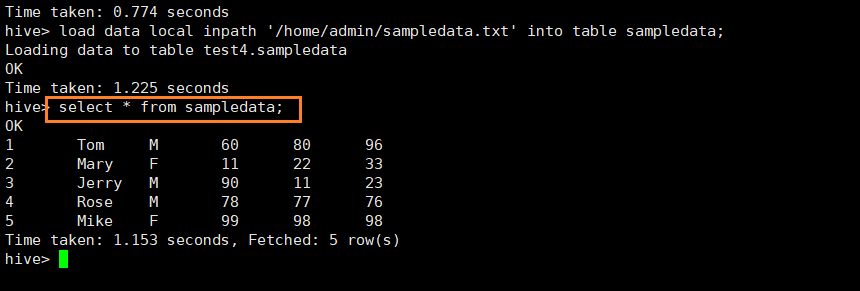 Time taken: 0.774 seconds
hive> load data local inpath '/home/admin/sampledata.txt' into table sampledata;
Loading data to table test4.sampledata
OK
Time taken: 1.225 seconds
hive> select * from sampledata;
OK
1       Tom     M       60      80      96
2       Mary    F       11      22      33
3       Jerry   M       90      11      23
4       Rose    M       78      77      76
5       Mike    F       99      98      98
Time taken: 1.153 seconds, Fetched: 5 row(s)
hive>